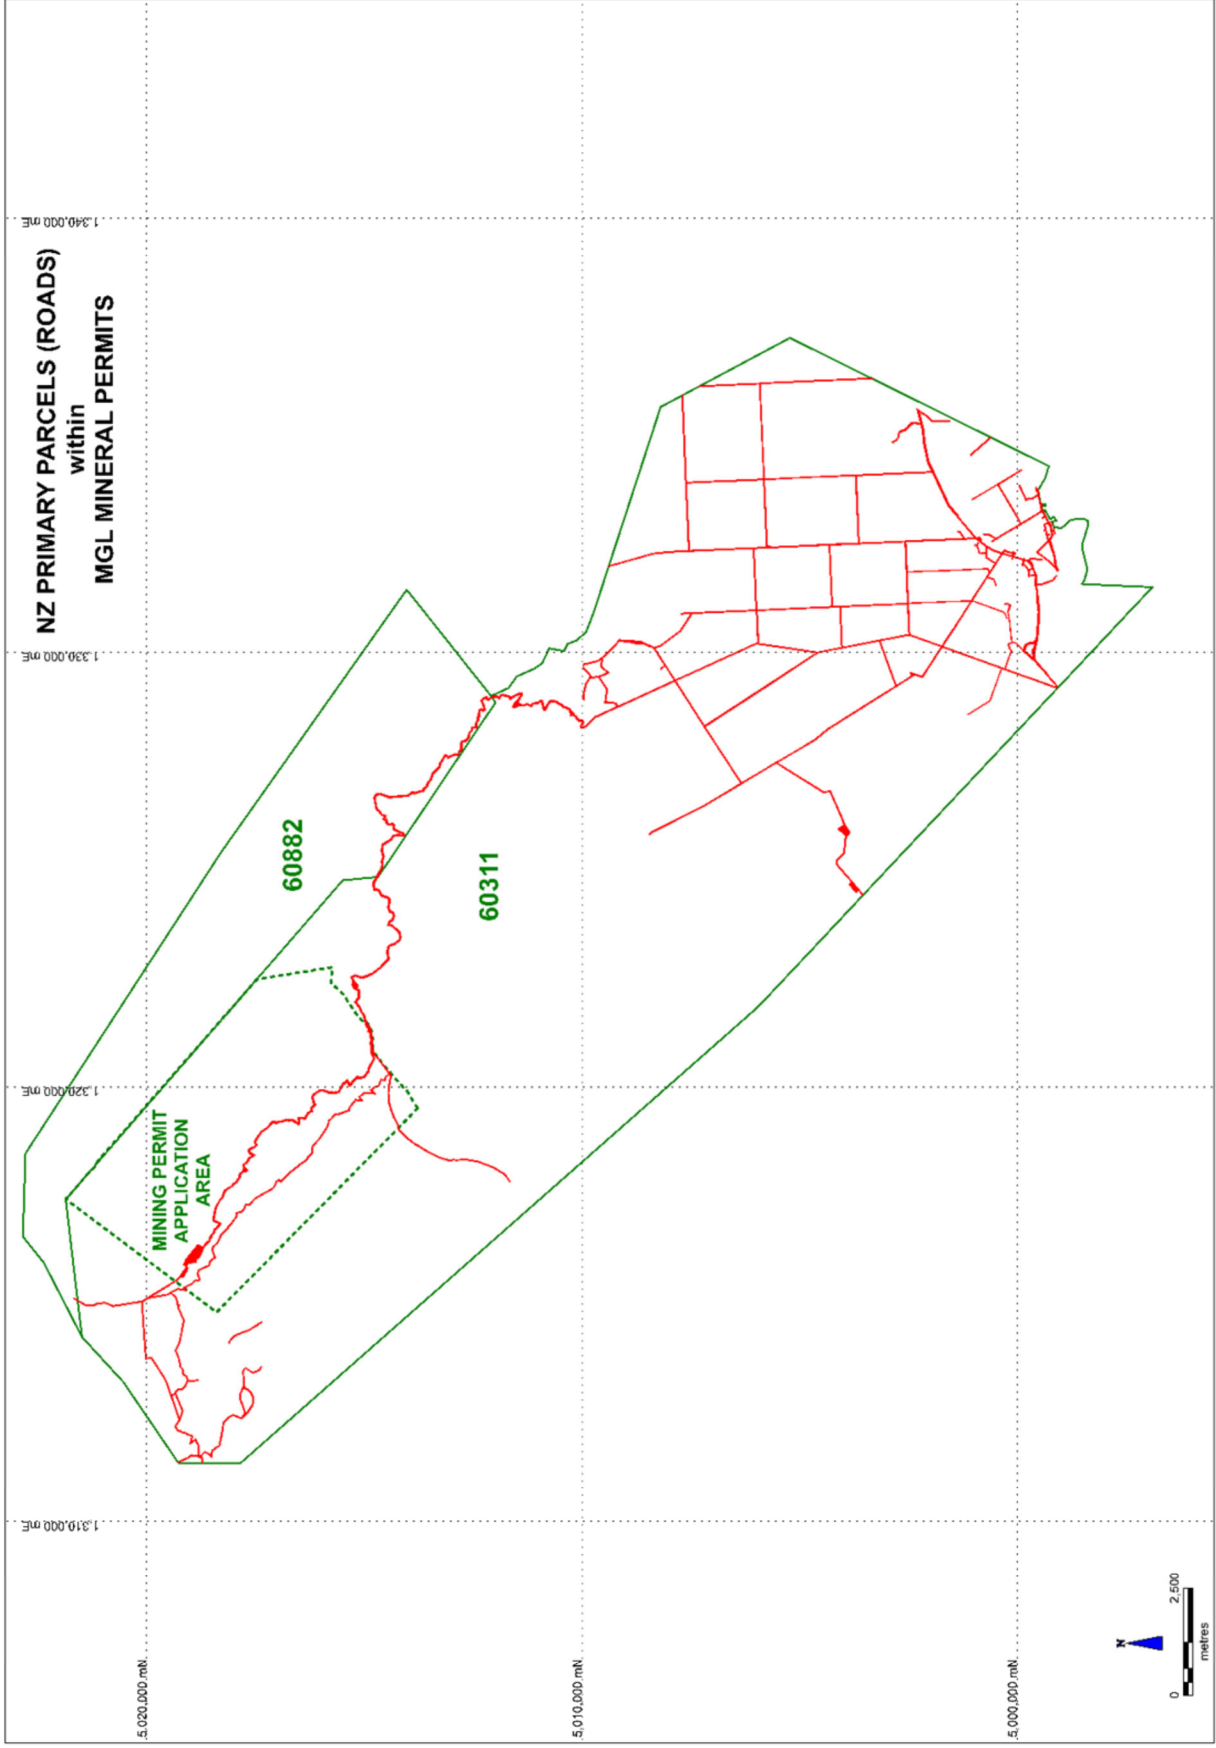 NZ PRIMARY PARCELS (ROADS)
within
MGL MINERAL PERMITS
1,310,000 mE
1,320,000 mE
1,330,000 mE
1,340,000 mE
5,020,000 mN
5,010,000 mN
5,000,000 mN
60882
60311
MINING PERMIT
APPLICATION
AREA
N
0 2,500
metres